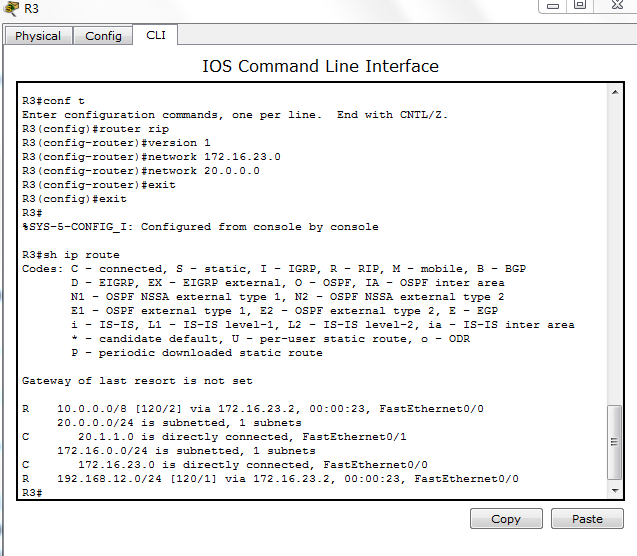 R3
Physical Config CLI
IOS Command Line Interface
R3#conf t
Enter configuration commands, one per line.  End with CNTL/Z.
R3(config)#router rip
R3(config-router)#version 1
R3(config-router)#network 172.16.23.0
R3(config-router)#network 20.0.0.0
R3(config-router)#exit
R3(config)#exit
R3#
%SYS-5-CONFIG_I: Configured from console by console
R3#sh ip route
Codes: C - connected, S - static, I - IGRP, R - RIP, M - mobile, B - BGP
       D - EIGRP, EX - EIGRP external, O - OSPF, IA - OSPF inter area
       N1 - OSPF NSSA external type 1, N2 - OSPF NSSA external type 2
       E1 - OSPF external type 1, E2 - OSPF external type 2, E - EGP
       i - IS-IS, L1 - IS-IS level-1, L2 - IS-IS level-2, ia - IS-IS inter area
       * - candidate default, U - per-user static route, o - ODR
       P - periodic downloaded static route
Gateway of last resort is not set
R    10.0.0.0/8 [120/2] via 172.16.23.2, 00:00:23, FastEthernet0/0
     20.0.0.0/24 is subnetted, 1 subnets
C       20.1.1.0 is directly connected, FastEthernet0/1
     172.16.0.0/24 is subnetted, 1 subnets
C       172.16.23.0 is directly connected, FastEthernet0/0
R    192.168.12.0/24 [120/1] via 172.16.23.2, 00:00:23, FastEthernet0/0
R3#
Copy Paste